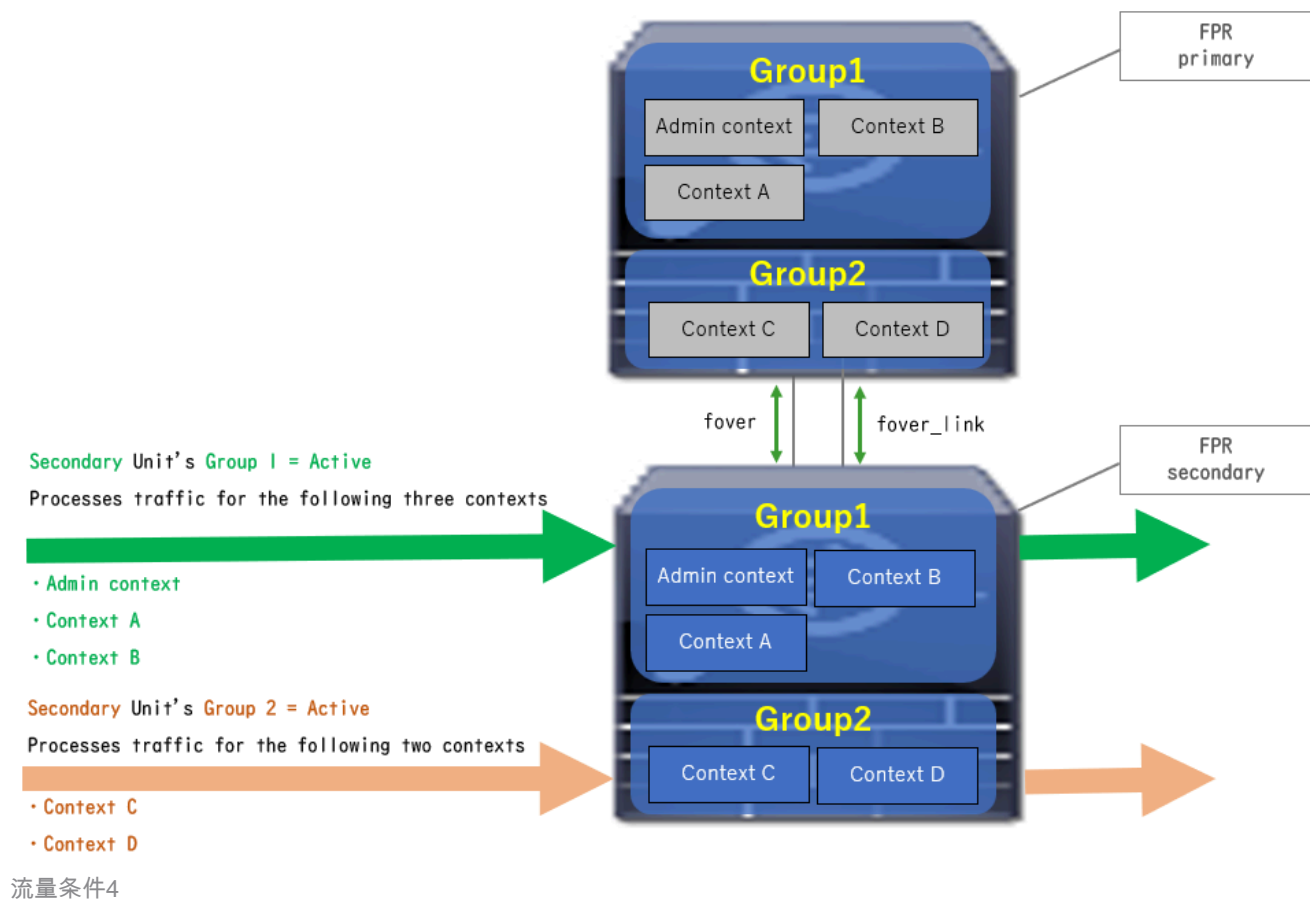 FPR
primary
Group1
Admin context
Context B
Context A
Group2
Context C
Context D
fover
fover_link
FPR
secondary
Secondary Unit's Group 1 = Active
Processes traffic for the following three contexts
・Admin context
・Context A
・Context B
Group1
Admin context
Context B
Context A
Secondary Unit's Group 2 = Active
Processes traffic for the following two contexts
・Context C
・Context D
Group2
Context C
Context D
流量条件4